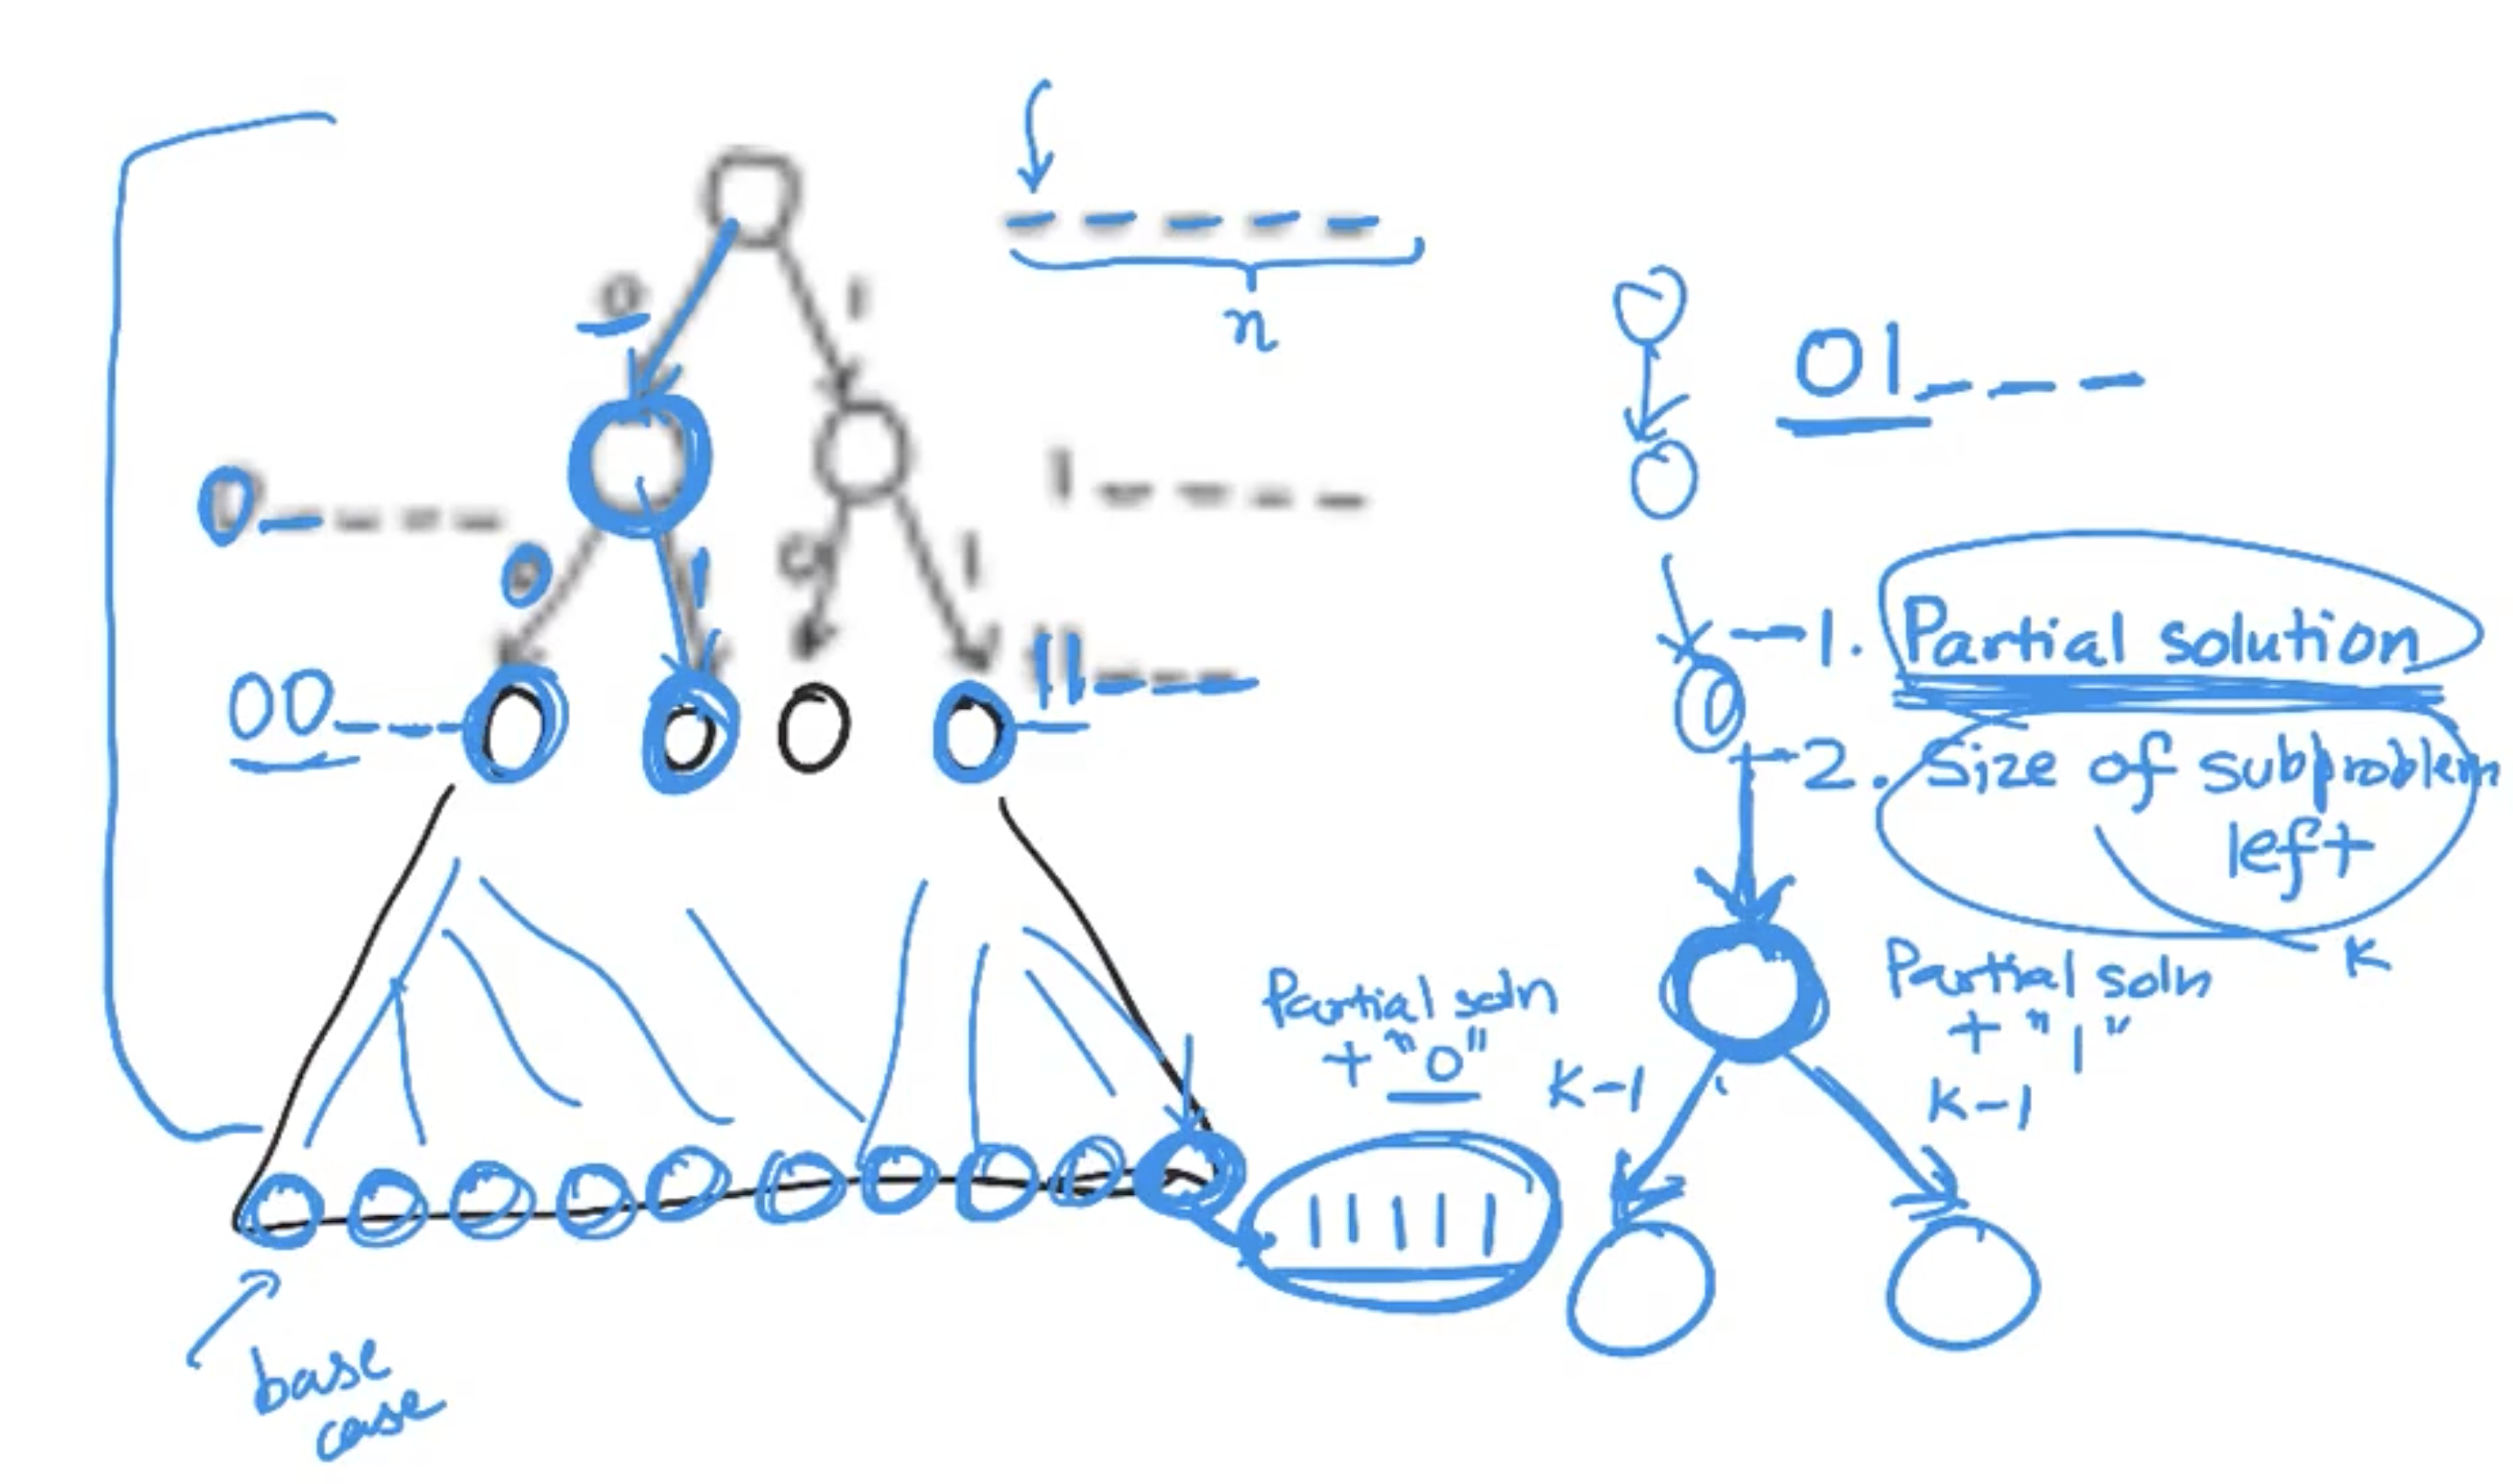 _ _ _ _ _
n
0
1
01_ _ _
0_ _ _ _
1_ _ _ _
0
1
0
1
00_ _ _
11_ _ _
1. Partial solution
2. Size of subproblem
left
K
Partial soln
+ "0"
K-1
Partial soln
+ "1"
K-1
11111
base
case